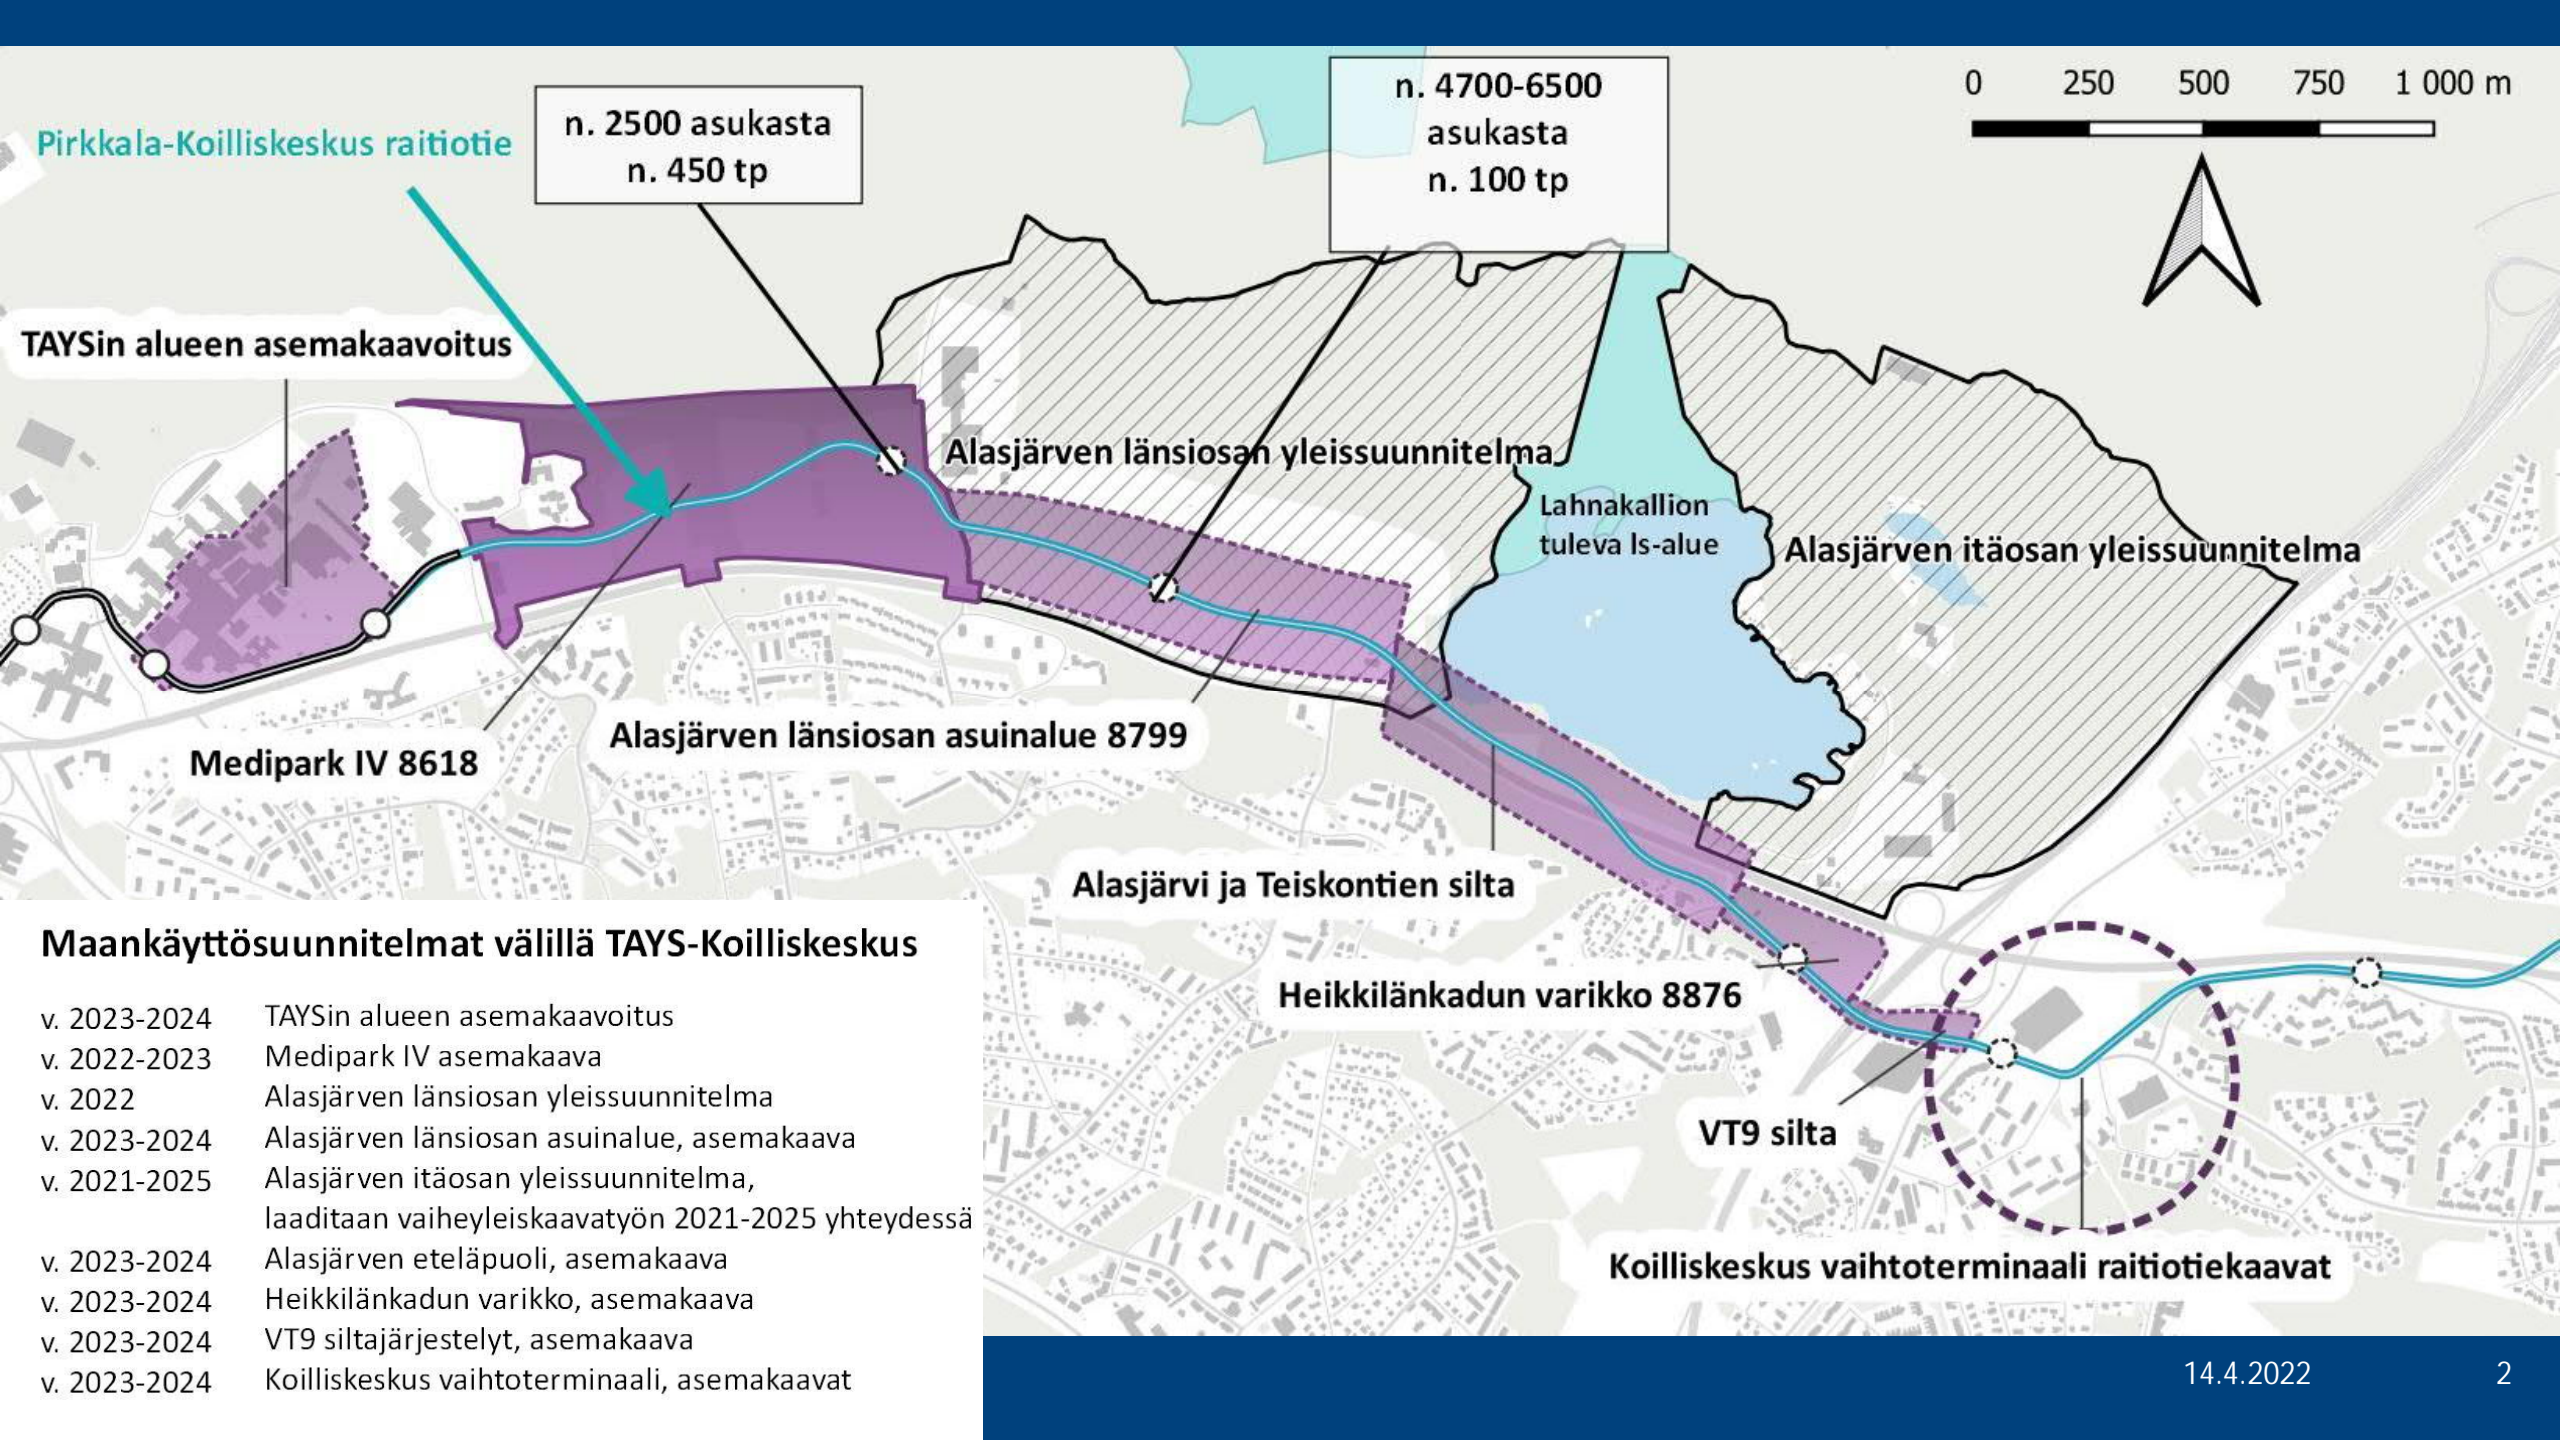 0 250 500 750 1 000 m
n. 4700-6500
asukasta
n. 100 tp
n. 2500 asukasta
n. 450 tp
Pirkkala-Koilliskeskus raitiotie
TAYSin alueen asemakaavoitus
Alasjärven länsiosan yleissuunnitelma
Lahnakallion
tuleva ls-alue
Alasjärven itäosan yleissuunnitelma
Medipark IV 8618
Alasjärven länsiosan asuinalue 8799
Alasjärvi ja Teiskontien silta
Heikkilänkadun varikko 8876
VT9 silta
Koilliskeskus vaihtoterminaali raitiotiekaavat
Maankäyttösuunnitelmat välillä TAYS-Koilliskeskus
v. 2023-2024 TAYSin alueen asemakaavoitus
v. 2022-2023 Medipark IV asemakaava
v. 2022 Alasjärven länsiosan yleissuunnitelma
v. 2023-2024 Alasjärven länsiosan asuinalue, asemakaava
v. 2021-2025 Alasjärven itäosan yleissuunnitelma,
laaditaan vaiheyleiskaavatyön 2021-2025 yhteydessä
v. 2023-2024 Alasjärven eteläpuoli, asemakaava
v. 2023-2024 Heikkilänkadun varikko, asemakaava
v. 2023-2024 VT9 siltajärjestelyt, asemakaava
v. 2023-2024 Koilliskeskus vaihtoterminaali, asemakaavat
14.4.2022 2